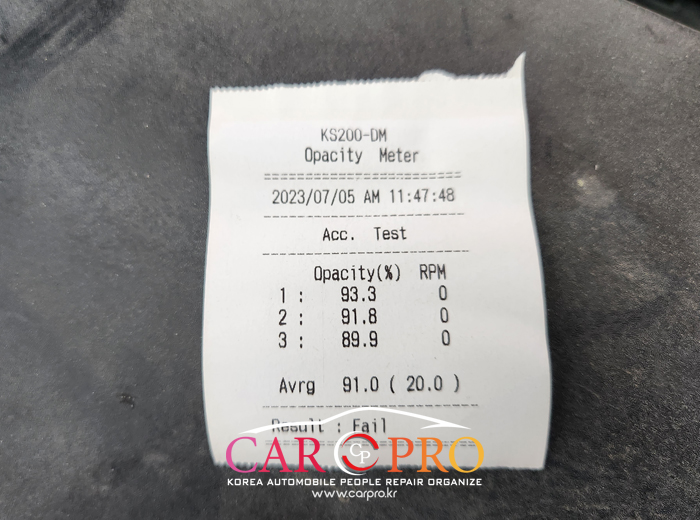 KS200-DM
Opacity Meter
2023/07/05 AM 11:47:48
Acc. Test
Opacity(%) RPM
1 : 93.3 0
2 : 91.8 0
3 : 89.9 0
Avrg 91.0 ( 20.0 )
Result : Fail
CAR CP PRO
KOREA AUTOMOBILE PEOPLE REPAIR ORGANIZE
www.carpro.kr